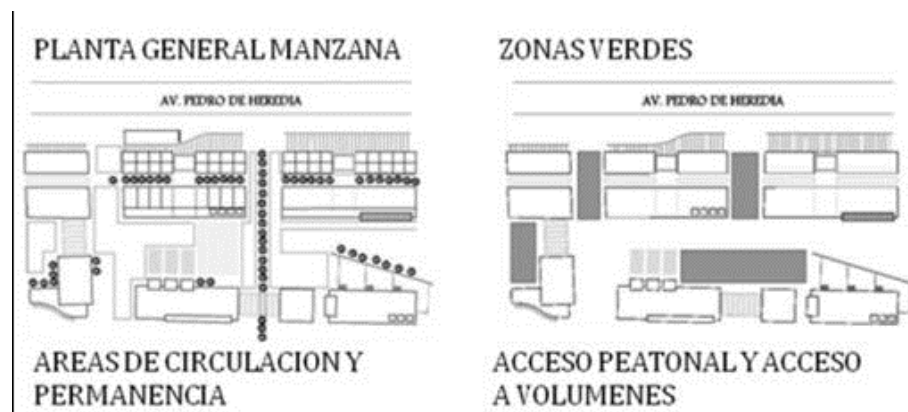 PLANTA GENERAL MANZANA
ZONAS VERDES
AV. PEDRO DE HEREDIA
AV. PEDRO DE HEREDIA
AREAS DE CIRCULACION Y
PERMANENCIA
ACCESO PEATONAL Y ACCESO
A VOLUMENES